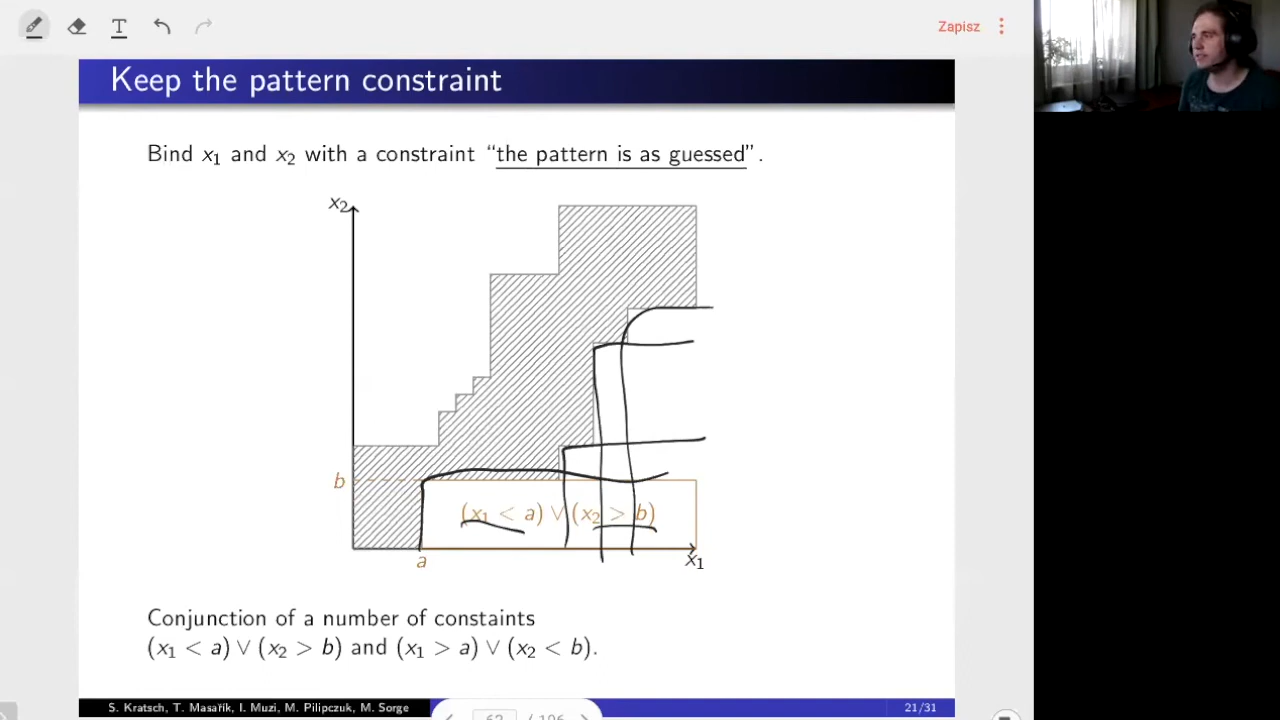 T
Zapisz
Keep the pattern constraint
Bind x₁ and x₂ with a constraint “the pattern is as guessed”.
x₂
b
(x₁ < a) ∨ (x₂ > b)
a
x₁
Conjunction of a number of constaints
(x₁ < a) ∨ (x₂ > b) and (x₁ > a) ∨ (x₂ < b).
S. Kratsch, T. Masařík, I. Muzi, M. Pilipczuk, M. Sorge
21/31